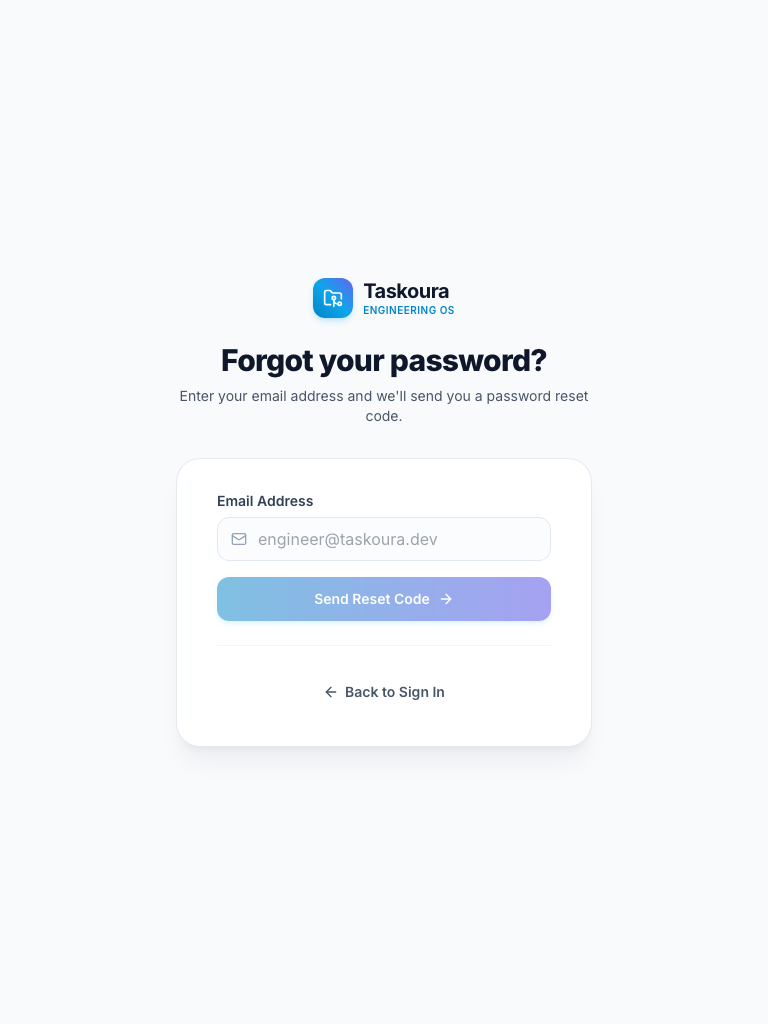 Taskoura
ENGINEERING OS
Forgot your password?
Enter your email address and we'll send you a password reset
code.
Email Address
engineer@taskoura.dev
Send Reset Code
Back to Sign In